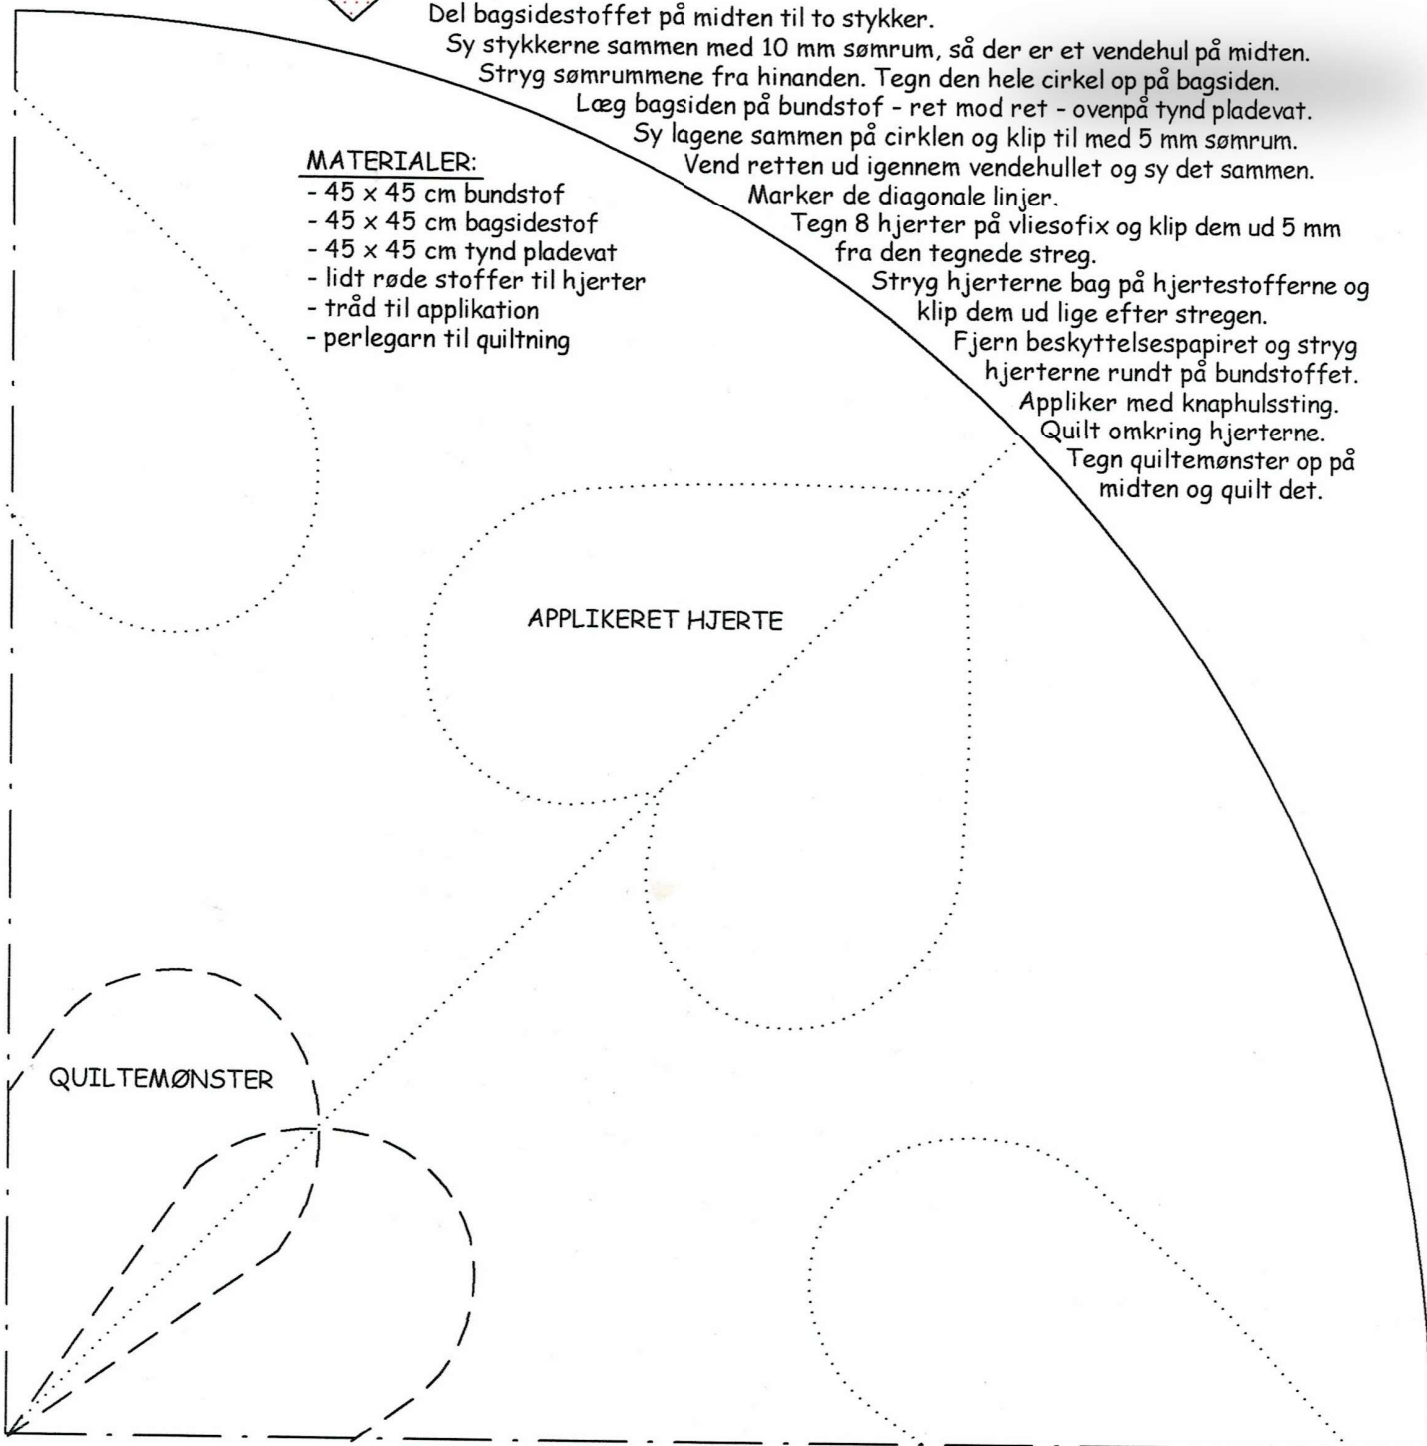 Del bagsidestoffet på midten til to stykker.
Sy stykkerne sammen med 10 mm sømrum, så der er et vendehul på midten.
Stryg sømrummene fra hinanden. Tegn den hele cirkel op på bagsiden.
Læg bagsiden på bundstof - ret mod ret - ovenpå tynd pladevat.
Sy lagene sammen på cirklen og klip til med 5 mm sømrum.
Vend retten ud igennem vendehullet og sy det sammen.
Marker de diagonale linjer.
Tegn 8 hjerter på vliesofix og klip dem ud 5 mm
fra den tegnede streg.
Stryg hjerterne bag på hjertestofferne og
klip dem ud lige efter stregen.
Fjern beskyttelsespapiret og stryg
hjerterne rundt på bundstoffet.
Appliker med knaphulssting.
Quilt omkring hjerterne.
Tegn quiltemønster op på
midten og quilt det.
MATERIALER:
- 45 x 45 cm bundstof
- 45 x 45 cm bagsidestof
- 45 x 45 cm tynd pladevat
- lidt røde stoffer til hjerter
- tråd til applikation
- perlegarn til quiltning
APPLIKERET HJERTE
QUILTEMØNSTER